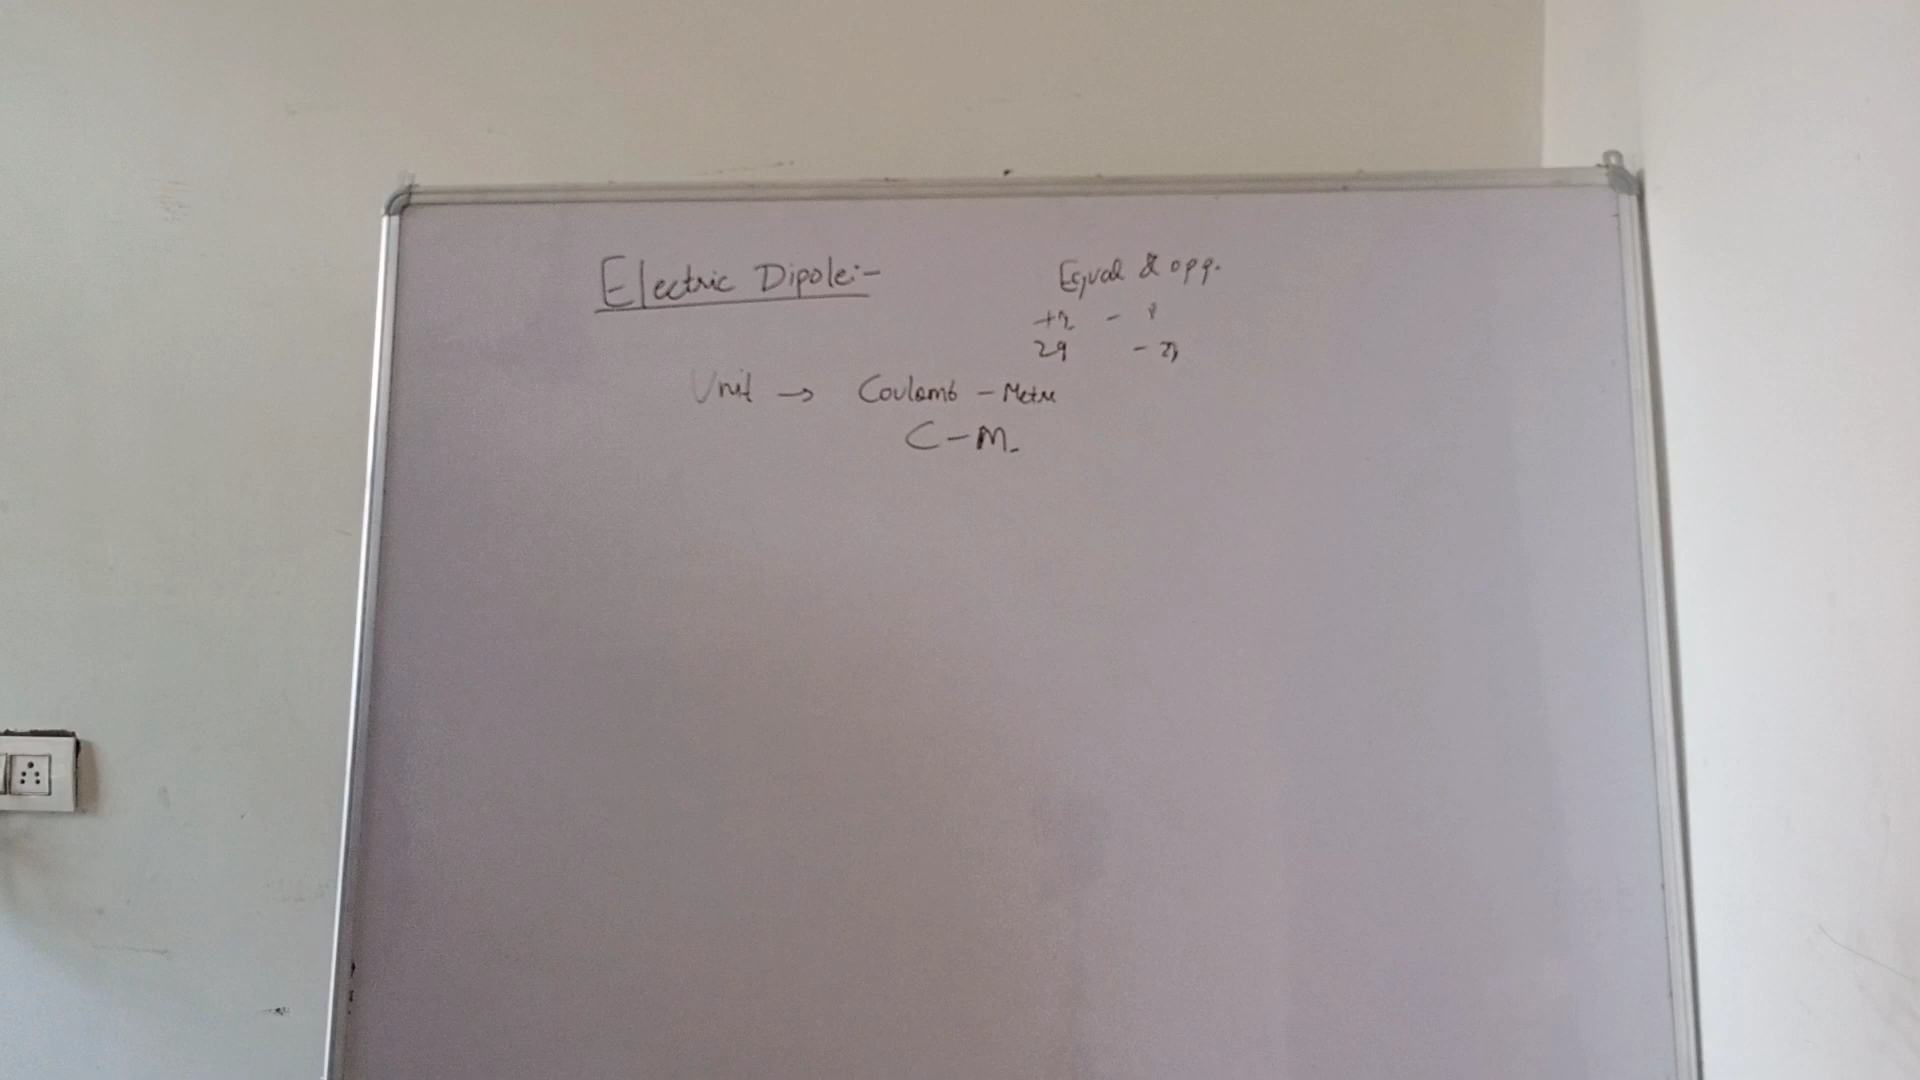 Electric Dipole:-
Equal & opp.
+q -
2q - 2q
Unit → Coulomb - Metre
C-m.